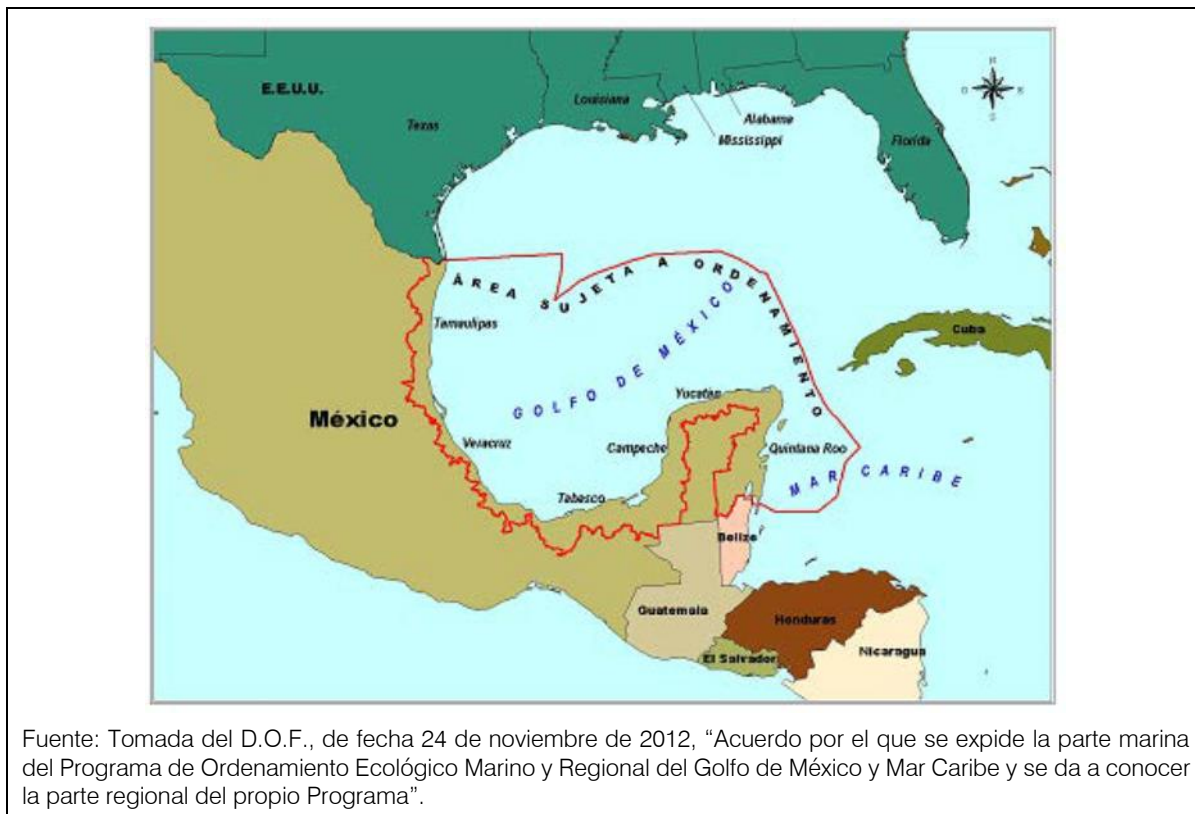 N
O E
S
E.E.U.U.
Texas
Louisiana
Alabama
Mississippi
Florida
ÁREA SUJETA A ORDENAMIENTO
Tamaulipas
GOLFO DE MÉXICO
Cuba
México
Yucatán
Veracruz
Campeche
Quintana Roo
MAR CARIBE
Tabasco
Belize
Guatemala
Honduras
El Salvador
Nicaragua
Fuente: Tomada del D.O.F., de fecha 24 de noviembre de 2012, “Acuerdo por el que se expide la parte marina
del Programa de Ordenamiento Ecológico Marino y Regional del Golfo de México y Mar Caribe y se da a conocer
la parte regional del propio Programa”.